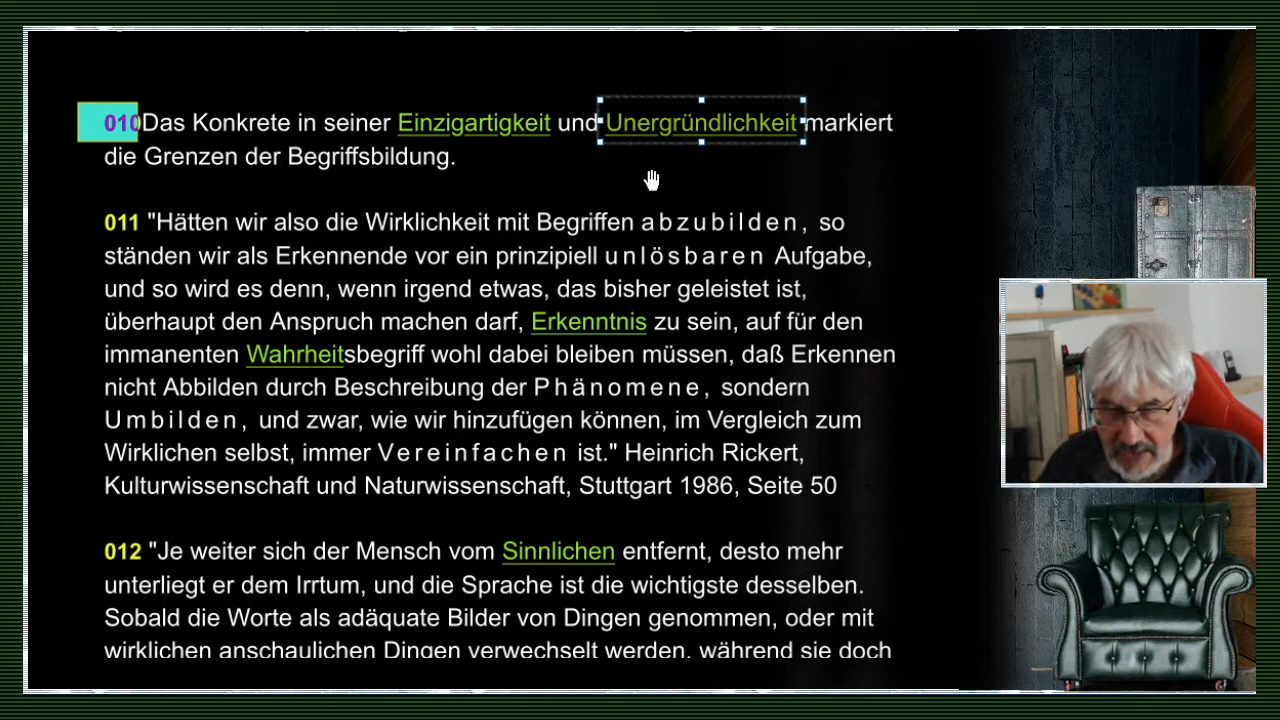 010Das Konkrete in seiner Einzigartigkeit und Unergründlichkeit markiert
die Grenzen der Begriffsbildung.
011 "Hätten wir also die Wirklichkeit mit Begriffen abzubilden, so
ständen wir als Erkennende vor ein prinzipiell unlösbaren Aufgabe,
und so wird es denn, wenn irgend etwas, das bisher geleistet ist,
überhaupt den Anspruch machen darf, Erkenntnis zu sein, auf für den
immanenten Wahrheitsbegriff wohl dabei bleiben müssen, daß Erkennen
nicht Abbilden durch Beschreibung der Phänomene, sondern
Umbilden, und zwar, wie wir hinzufügen können, im Vergleich zum
Wirklichen selbst, immer Vereinfachen ist." Heinrich Rickert,
Kulturwissenschaft und Naturwissenschaft, Stuttgart 1986, Seite 50
012 "Je weiter sich der Mensch vom Sinnlichen entfernt, desto mehr
unterliegt er dem Irrtum, und die Sprache ist die wichtigste desselben.
Sobald die Worte als adäquate Bilder von Dingen genommen, oder mit
wirklichen anschaulichen Dingen verwechselt werden, während sie doch